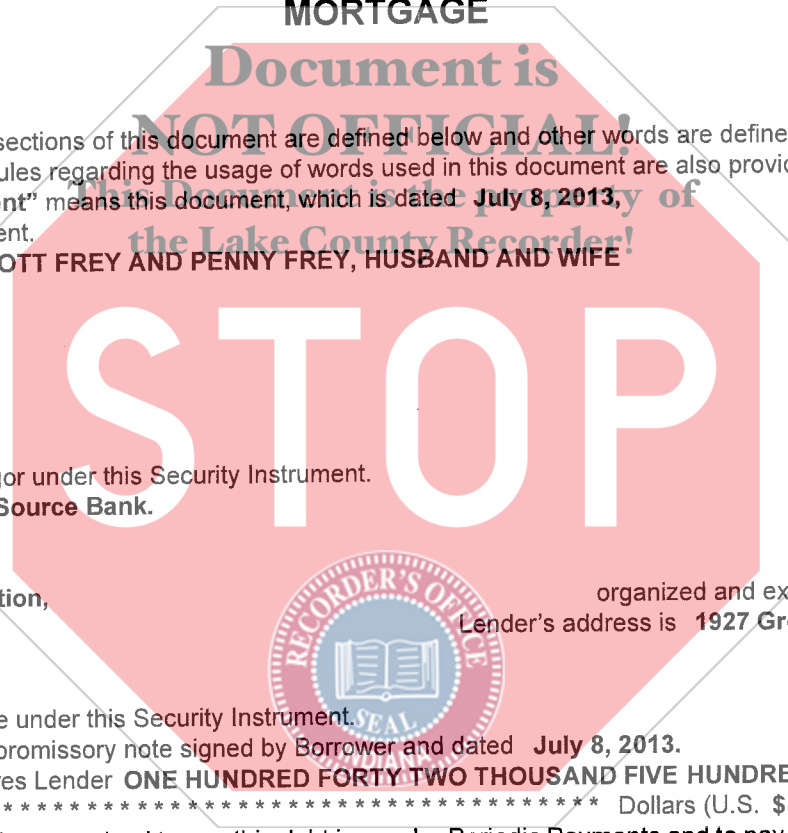 MORTGAGE
Document is
NOT OFFICIAL!
sections of this document are defined below and other words are define
ules regarding the usage of words used in this document are also provid
This Document is the property of
nt" means this document, which is dated July 8, 2013,
ent.
the Lake County Recorder!
OTT FREY AND PENNY FREY, HUSBAND AND WIFE
STOP
gor under this Security Instrument.
Source Bank.
RECORDER'S OFFICE
tion,
organized and ex
Lender's address is 1927 Gr
SEAL
INDIANA
e under this Security Instrument.
promissory note signed by Borrower and dated July 8, 2013.
es Lender ONE HUNDRED FORTY TWO THOUSAND FIVE HUNDRE
* * * * * * * * * * * * * * * * * * * * * * * * * * * * * * * * * * * * Dollars (U.S. $